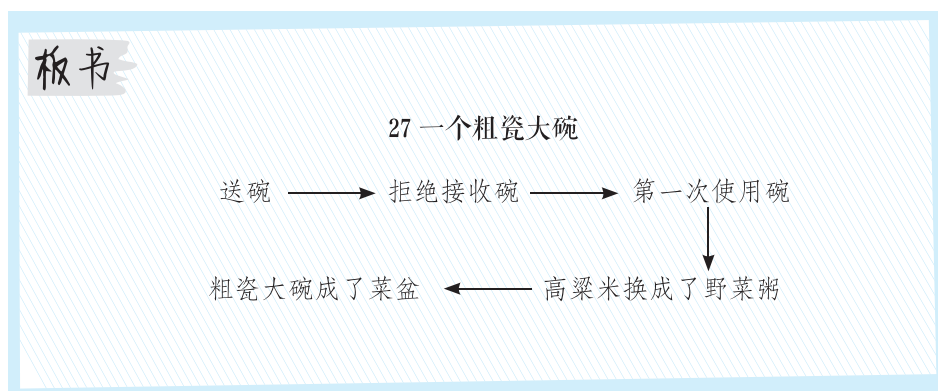 板书
27 一个粗瓷大碗
送碗 → 拒绝接收碗 → 第一次使用碗
粗瓷大碗成了菜盆 ← 高粱米换成了野菜粥